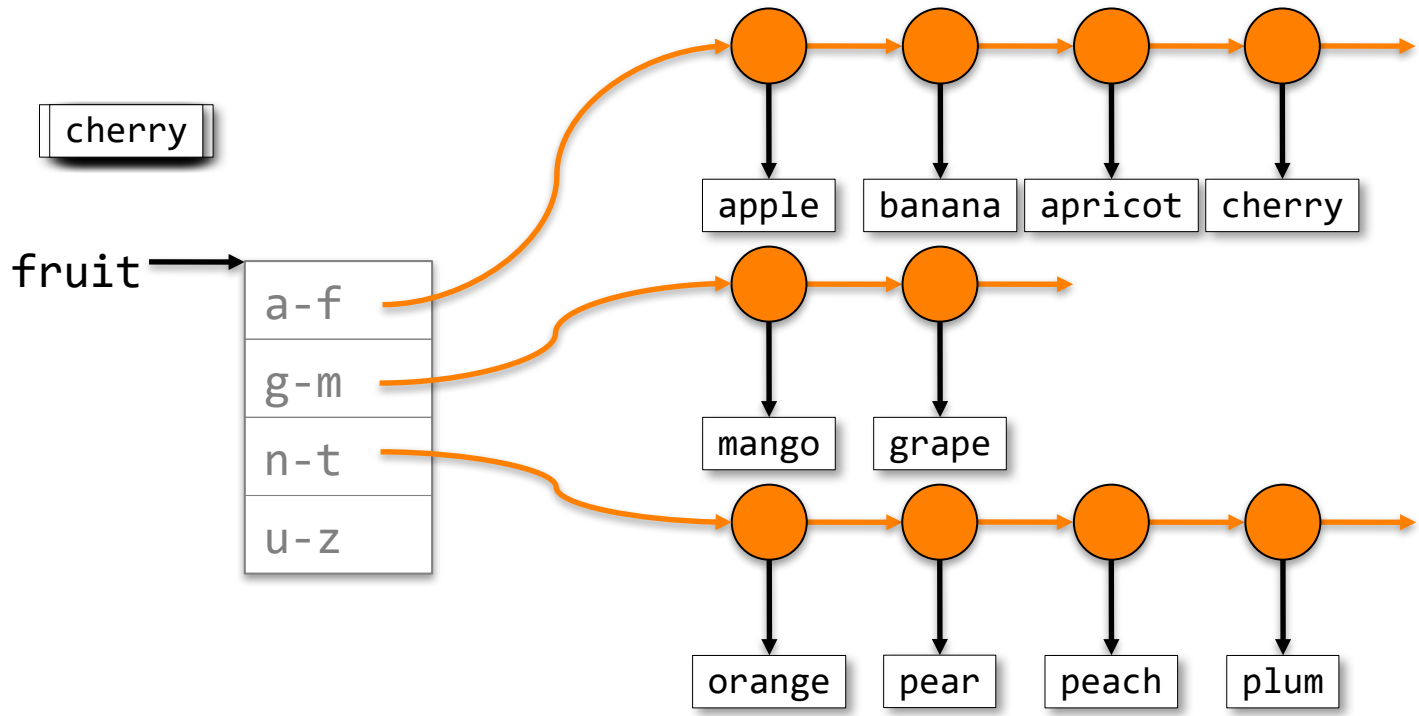 cherry
apple banana apricot cherry
fruit
a-f
g-m
n-t
u-z
mango grape
orange pear peach plum